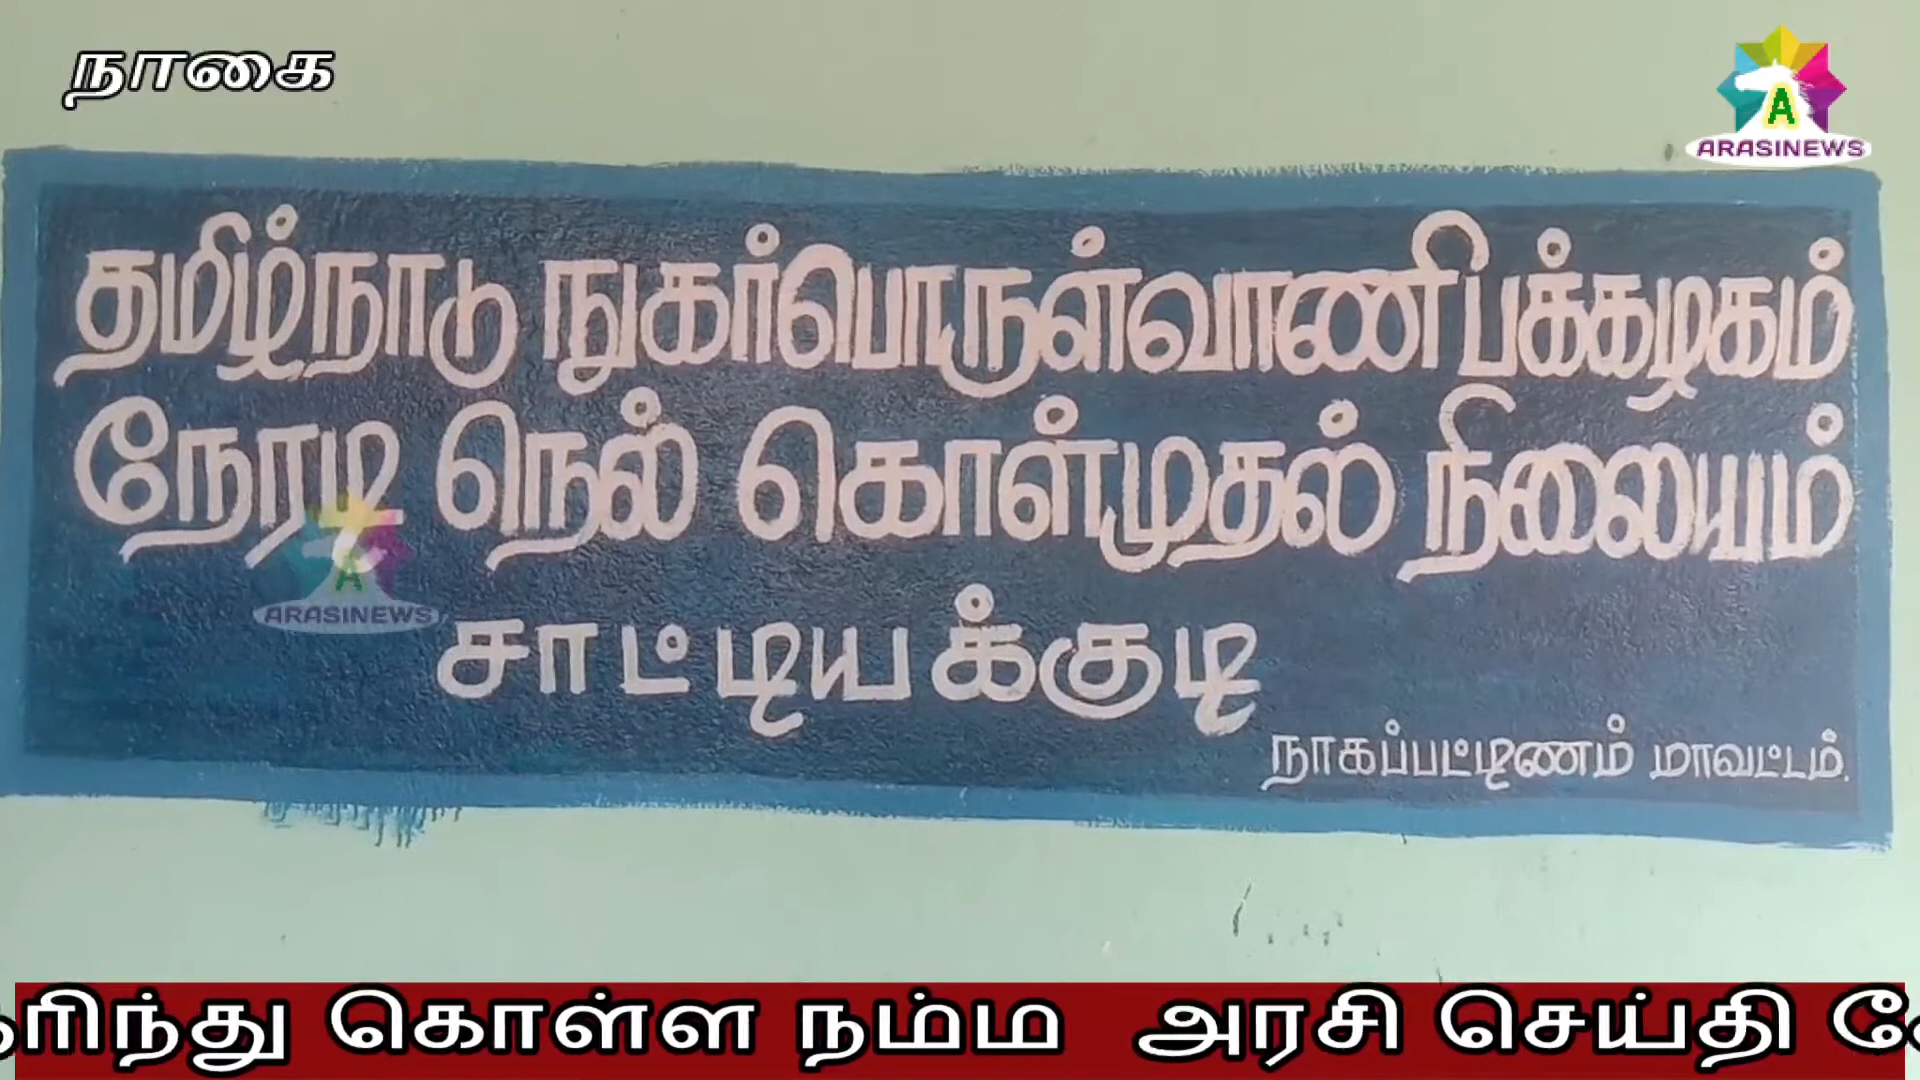 நாகை
ARASINEWS
தமிழ்நாடு நுகர்பொருள்வாணிபக்கழகம்
நேரடி நெல் கொள்முதல் நிலையம்
ARASINEWS
சாட்டியக்குடி
நாகப்பட்டிணம் மாவட்டம்.
கொள்ள நம்ம அரசி செய்தி